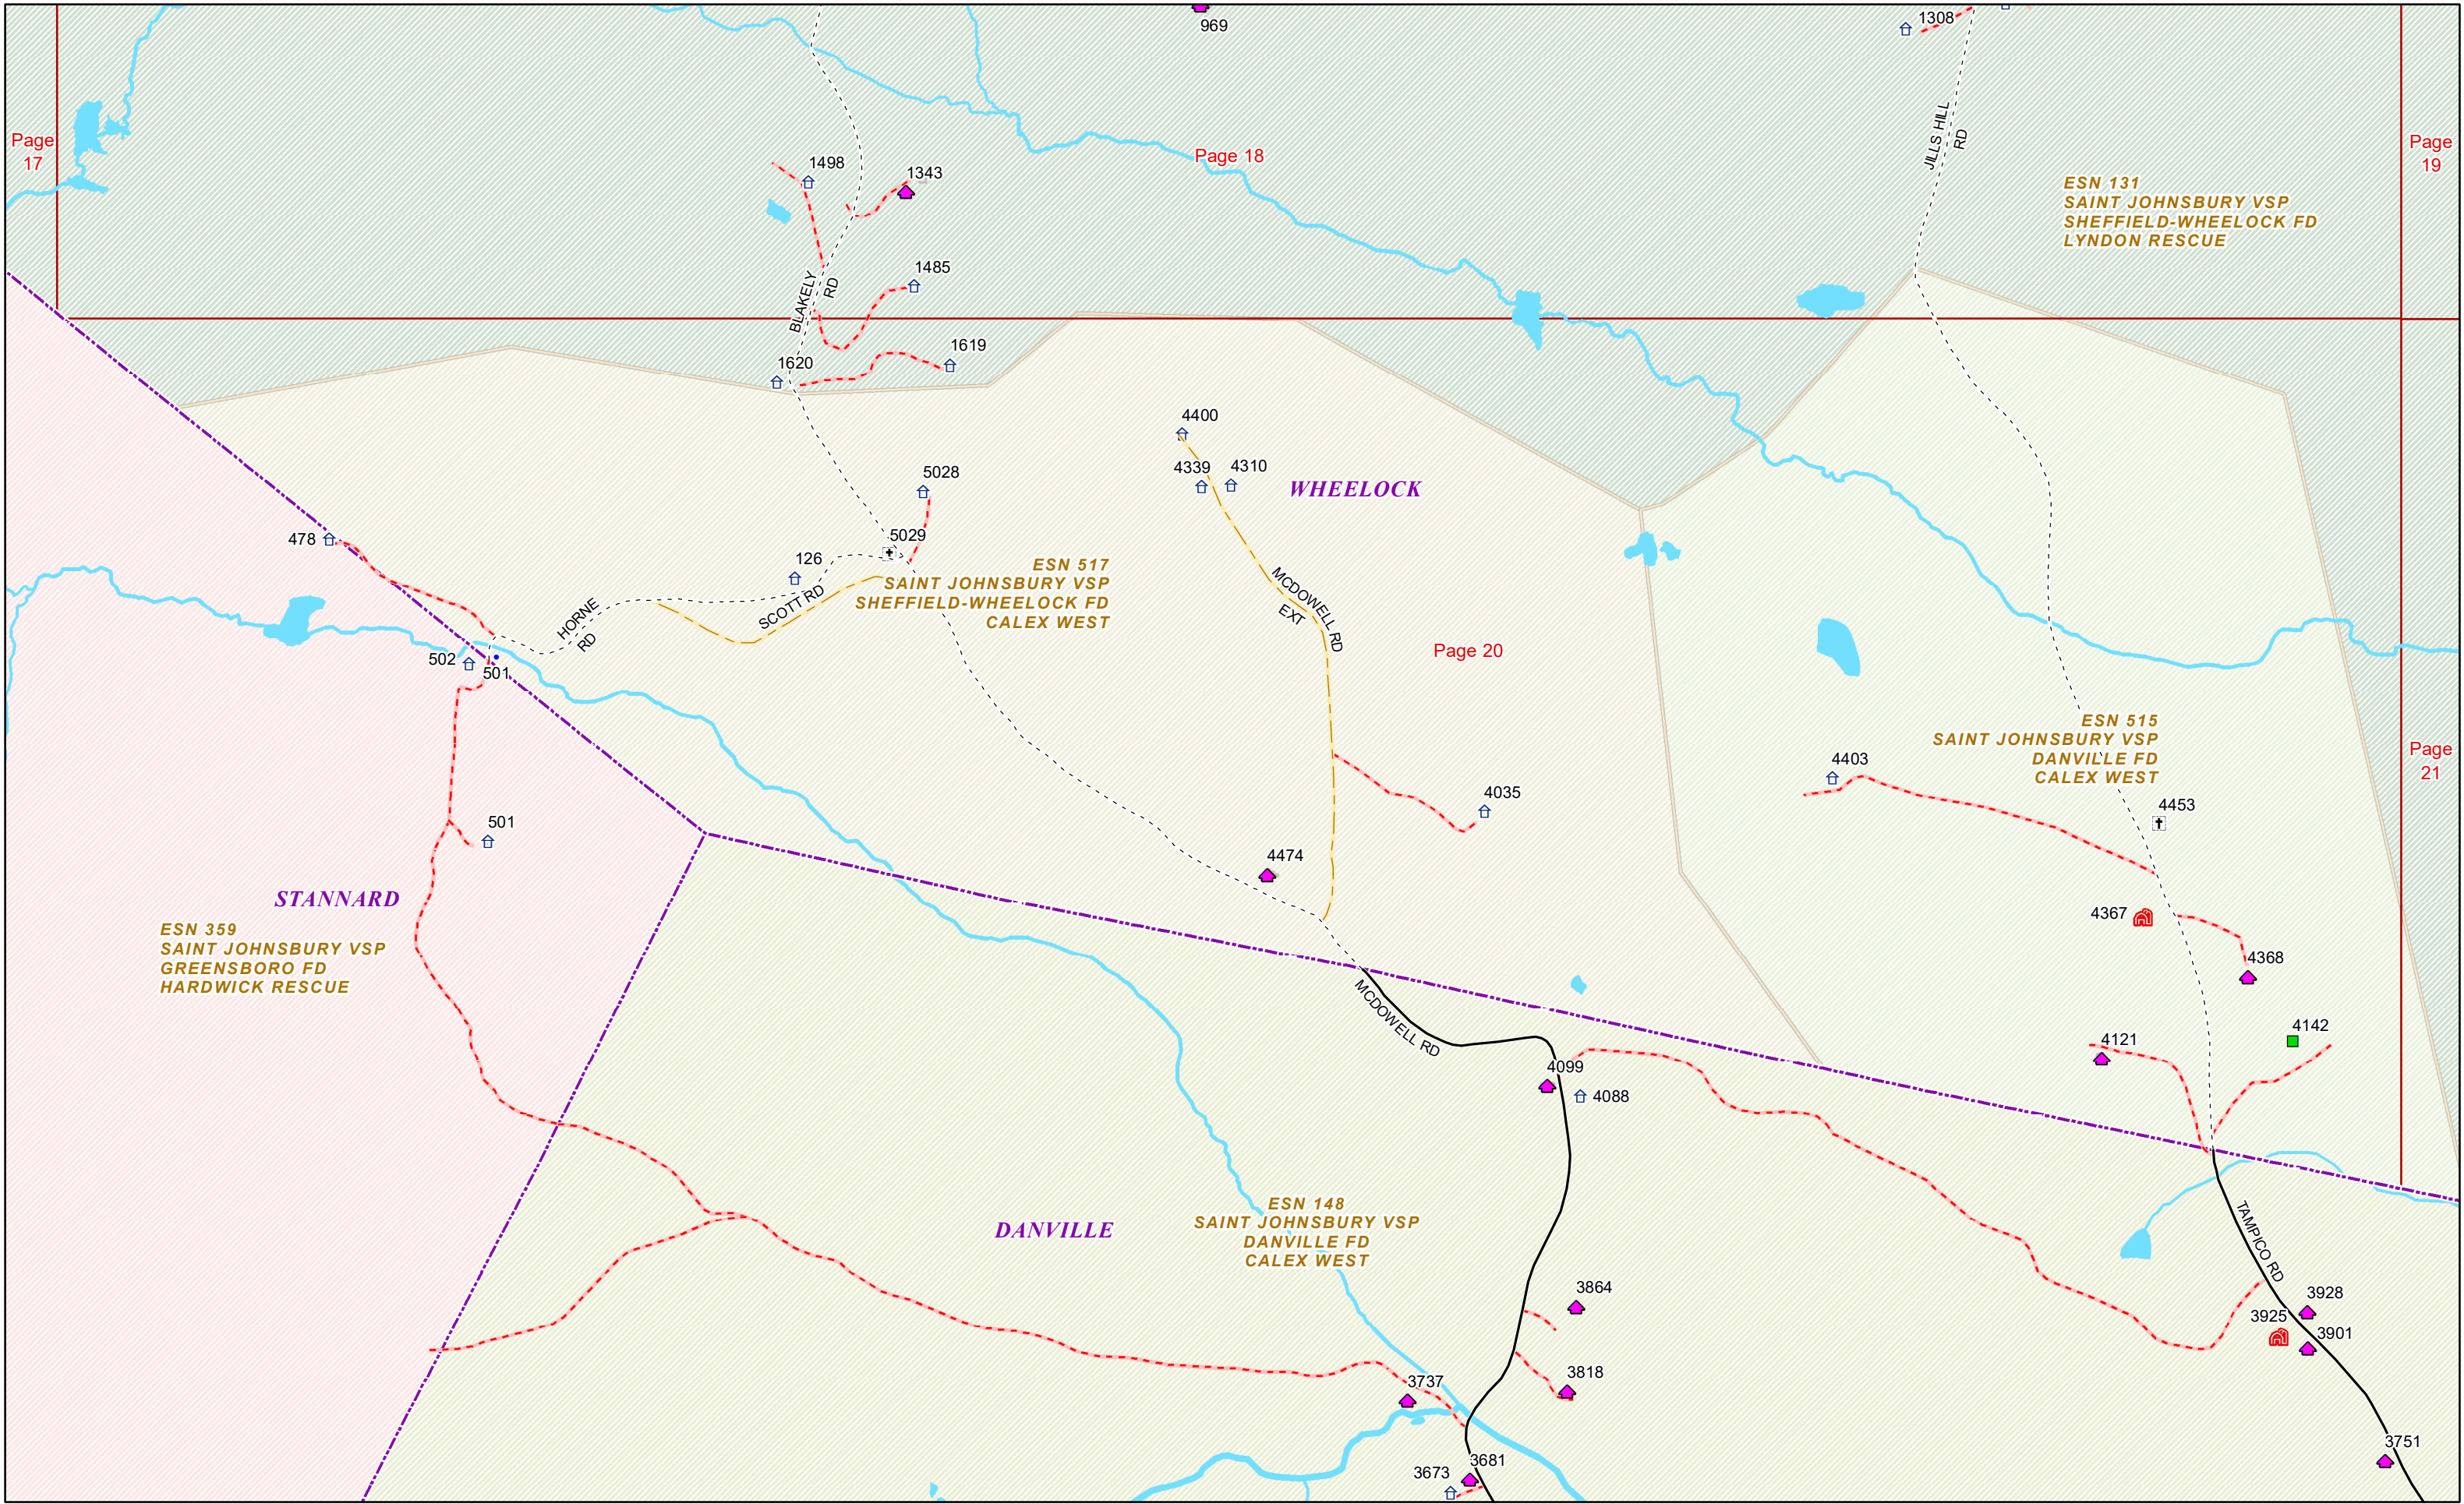 969
1308
Page
17
Page 18
Page
19
JILLS HILL
RD
1498
1343
ESN 131
SAINT JOHNSBURY VSP
SHEFFIELD-WHEELOCK FD
LYNDON RESCUE
1485
BLAKELY
RD
1619
1620
4400
5028
4339
4310
WHEELOCK
478
5029
126
ESN 517
SAINT JOHNSBURY VSP
SHEFFIELD-WHEELOCK FD
CALEX WEST
SCOTT RD
HORNE
RD
MCDOWELL RD
EXT
502
501
Page 20
ESN 515
SAINT JOHNSBURY VSP
DANVILLE FD
CALEX WEST
Page
21
4403
4035
4453
501
4474
STANNARD
4367
ESN 359
SAINT JOHNSBURY VSP
GREENSBORO FD
HARDWICK RESCUE
4368
MCDOWELL RD
4142
4121
4099
4088
DANVILLE
ESN 148
SAINT JOHNSBURY VSP
DANVILLE FD
CALEX WEST
TAMPICO RD
3864
3928
3925
3901
3818
3737
3751
3681
3673